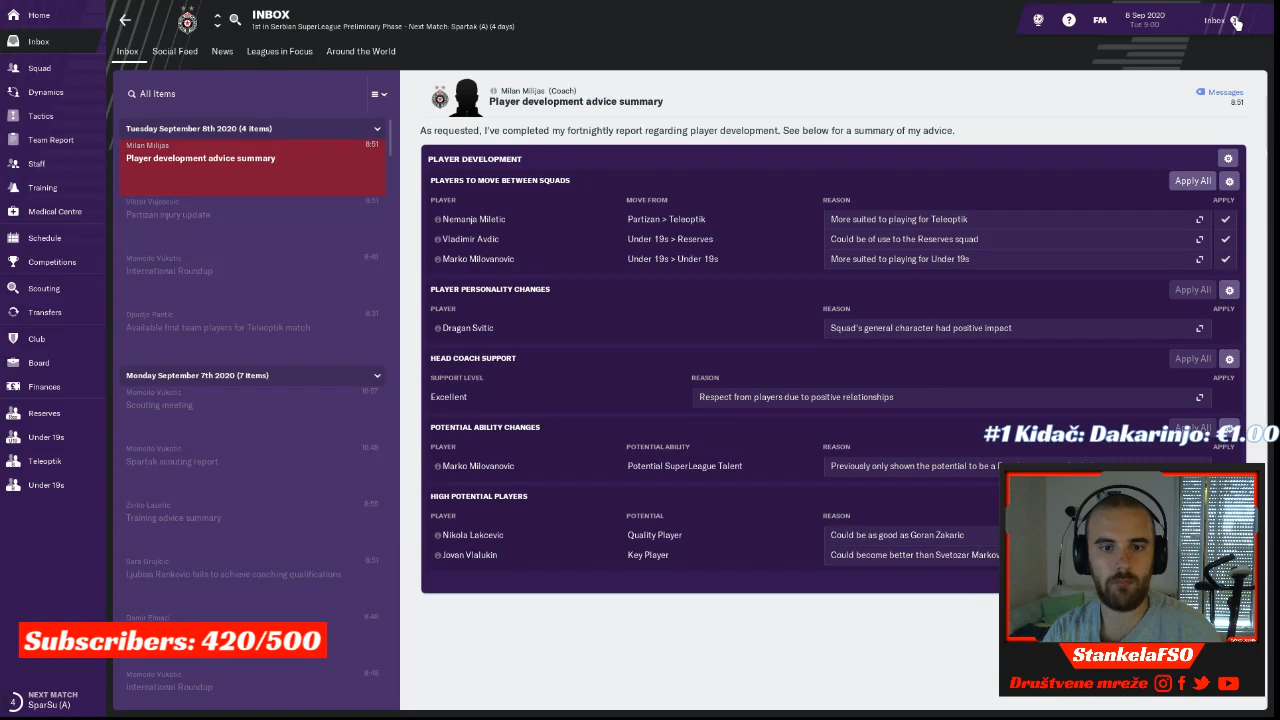 INBOX
1st in Serbian SuperLeague Preliminary Phase - Next Match: Spartak (A) (4 days)
FM
8 Sep 2020
Tue 9:00
Inbox
Inbox
Social Feed
News
Leagues in Focus
Around the World
Home
Inbox
Squad
Dynamics
Tactics
Team Report
Staff
Training
Medical Centre
Schedule
Competitions
Scouting
Transfers
Club
Board
Finances
Reserves
Under 19s
Teleoptik
Under 19s
NEXT MATCH
4
SparSu (A)
All Items
Tuesday September 8th 2020 (4 items)
Milan Milijas 8:51
Player development advice summary
Viktor Vujosevic 8:51
Partizan injury update
Momcilo Vukotic
International Roundup
Djordje Pantic 8:31
Available first team players for Teleoptik match
Monday September 7th 2020 (7 items)
Momcilo Vukotic
Scouting meeting
Momcilo Vukotic 16:48
Spartak scouting report
Zarko Lazetic 8:55
Training advice summary
Sara Grujicic 8:51
Ljubisa Rankovic fails to achieve coaching qualifications
Momcilo Vukotic
International Roundup
Milan Milijas (Coach)
Player development advice summary
Messages
8:51
As requested, I've completed my fortnightly report regarding player development. See below for a summary of my advice.
PLAYER DEVELOPMENT
PLAYERS TO MOVE BETWEEN SQUADS Apply All
PLAYER MOVE FROM REASON APPLY
Nemanja Miletic Partizan > Teleoptik More suited to playing for Teleoptik
Vladimir Avdic Under 19s > Reserves Could be of use to the Reserves squad
Marko Milovanovic Under 19s > Under 19s More suited to playing for Under 19s
PLAYER PERSONALITY CHANGES Apply All
PLAYER REASON APPLY
Dragan Svitic Squad's general character had positive impact
HEAD COACH SUPPORT Apply All
SUPPORT LEVEL REASON APPLY
Excellent Respect from players due to positive relationships
POTENTIAL ABILITY CHANGES Apply All
PLAYER POTENTIAL ABILITY REASON
Marko Milovanovic Potential SuperLeague Talent Previously only shown the potential to be a
HIGH POTENTIAL PLAYERS
PLAYER POTENTIAL REASON
Nikola Lakcevic Quality Player Could be as good as Goran Zakaric
Jovan Vlalukin Key Player Could become better than Svetozar Markov
#1 Kidač: Dakarinjo: €1.00
Subscribers: 420/500
StankelaFSO
Društvene mreže